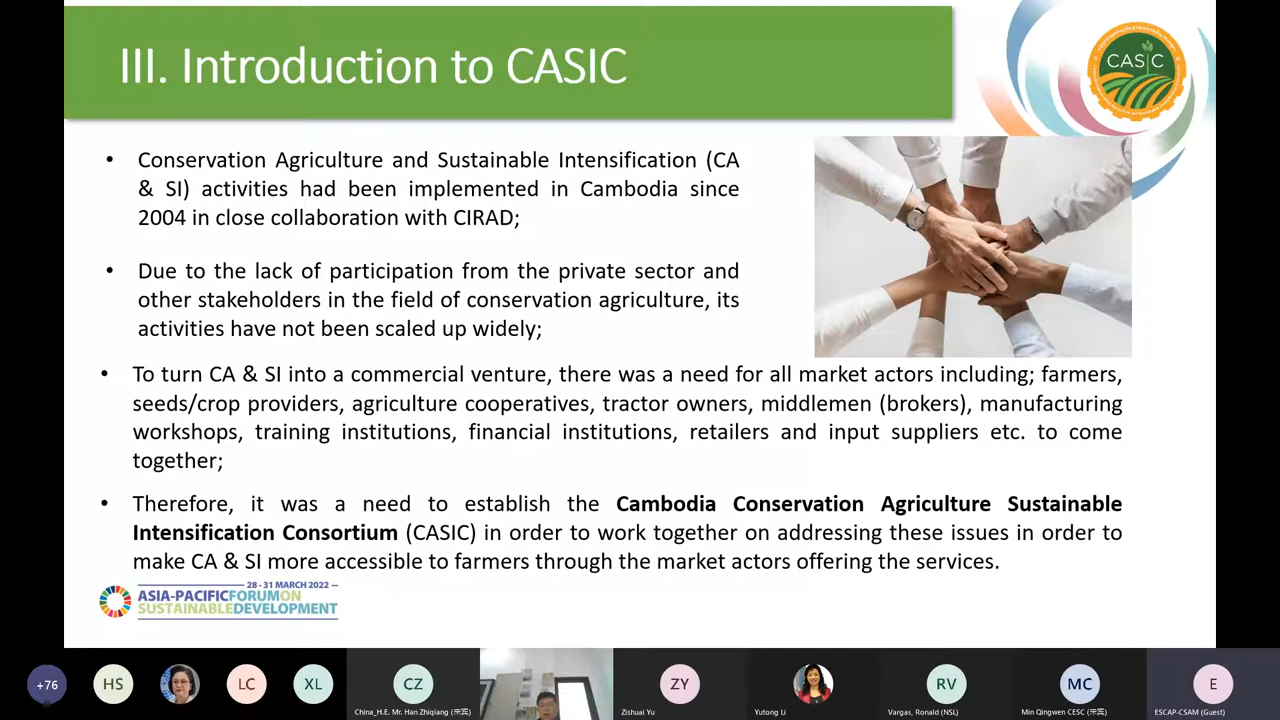 III. Introduction to CASIC
CASIC
• Conservation Agriculture and Sustainable Intensification (CA
& SI) activities had been implemented in Cambodia since
2004 in close collaboration with CIRAD;
• Due to the lack of participation from the private sector and
other stakeholders in the field of conservation agriculture, its
activities have not been scaled up widely;
• To turn CA & SI into a commercial venture, there was a need for all market actors including; farmers,
seeds/crop providers, agriculture cooperatives, tractor owners, middlemen (brokers), manufacturing
workshops, training institutions, financial institutions, retailers and input suppliers etc. to come
together;
• Therefore, it was a need to establish the Cambodia Conservation Agriculture Sustainable
Intensification Consortium (CASIC) in order to work together on addressing these issues in order to
make CA & SI more accessible to farmers through the market actors offering the services.
28 - 31 MARCH 2022
ASIA-PACIFICFORUMON
SUSTAINABLEDEVELOPMENT
+76
HS
LC
XL
CZ
ZY
RV
MC
E
China_H.E. Mr. Han Zhiqiang (来宾)
Zishuai Yu
Yutong Li
Vargas, Ronald (NSL)
Min Qingwen CESC (来宾)
ESCAP-CSAM (Guest)